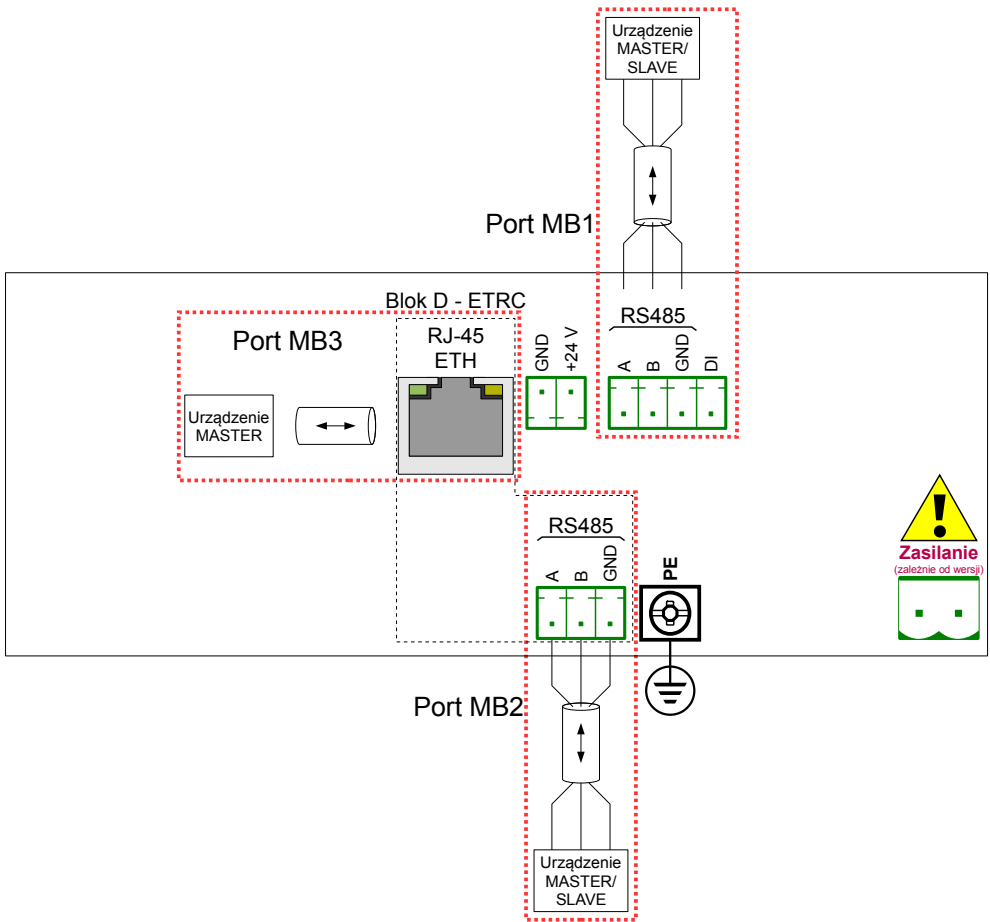 Urządzenie
MASTER/
SLAVE
Port MB1
Blok D - ETRC
Port MB3
RJ-45
ETH
GND
+24 V
RS485
A
B
GND
DI
Urządzenie
MASTER
RS485
A
B
GND
PE
Zasilanie
(zależnie od wersji)
Port MB2
Urządzenie
MASTER/
SLAVE